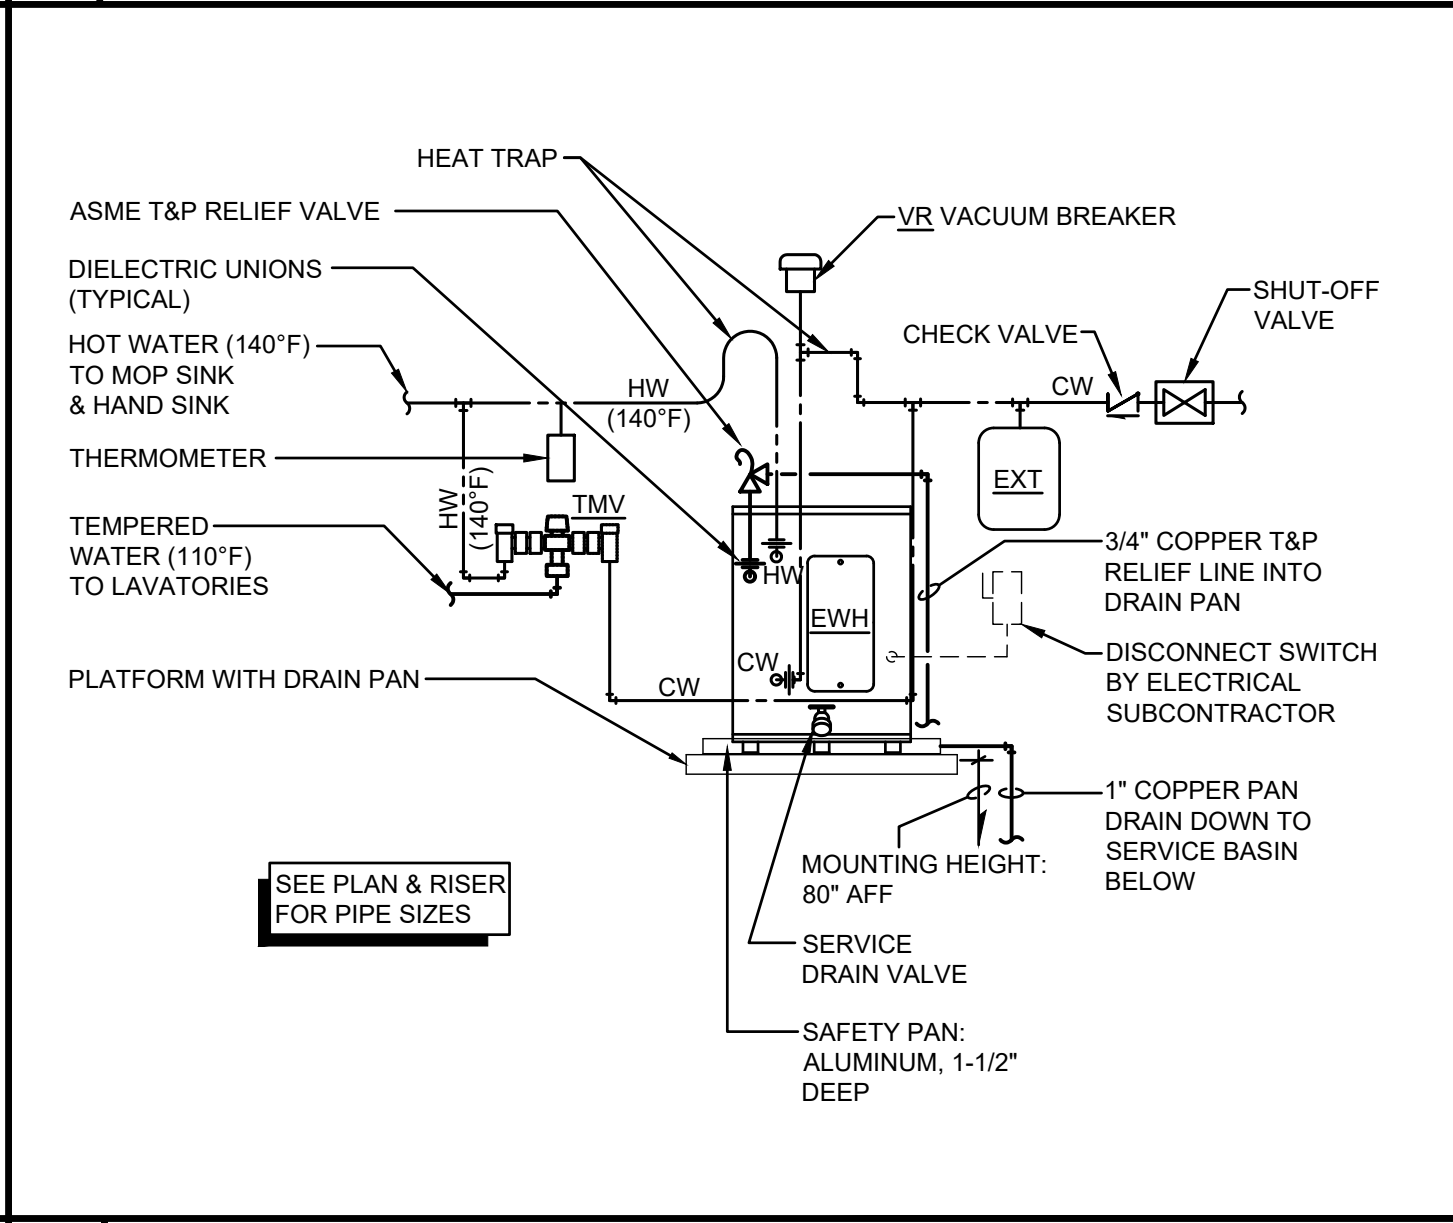 HEAT TRAP
ASME T&P RELIEF VALVE
VR VACUUM BREAKER
DIELECTRIC UNIONS
(TYPICAL)
SHUT-OFF
VALVE
CHECK VALVE
HOT WATER (140°F)
TO MOP SINK
& HAND SINK
HW
(140°F)
CW
THERMOMETER
EXT
HW
(140°F)
TMV
TEMPERED
WATER (110°F)
TO LAVATORIES
HW
3/4" COPPER T&P
RELIEF LINE INTO
DRAIN PAN
EWH
DISCONNECT SWITCH
BY ELECTRICAL
SUBCONTRACTOR
CW
PLATFORM WITH DRAIN PAN
CW
1" COPPER PAN
DRAIN DOWN TO
SERVICE BASIN
BELOW
MOUNTING HEIGHT:
80" AFF
SEE PLAN & RISER
FOR PIPE SIZES
SERVICE
DRAIN VALVE
SAFETY PAN:
ALUMINUM, 1-1/2"
DEEP